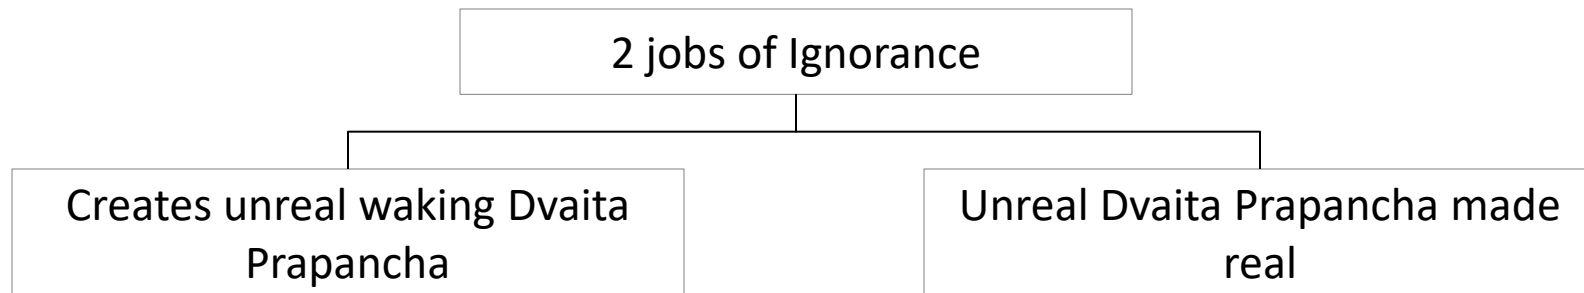 2 jobs of Ignorance
Creates unreal waking Dvaita
Prapancha
Unreal Dvaita Prapancha made
real